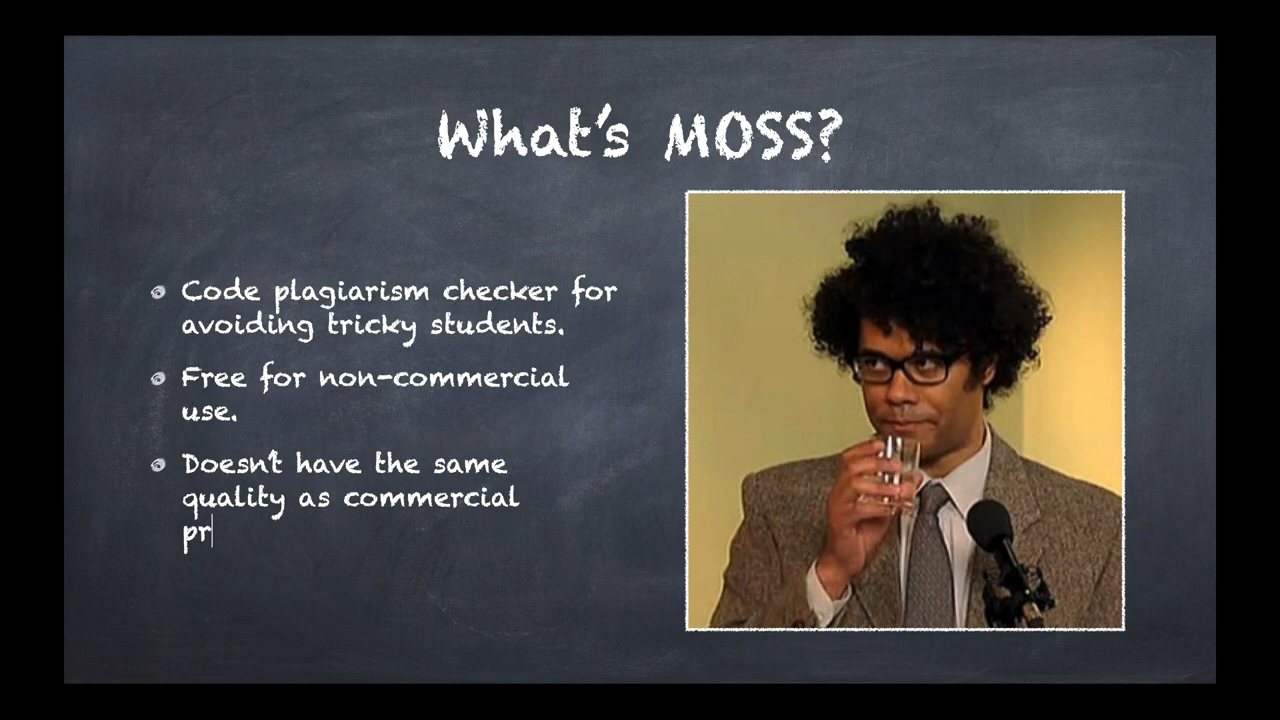 What's MOSS?
Code plagiarism checker for
avoiding tricky students.
Free for non-commercial
use.
Doesn't have the same
quality as commercial
pr